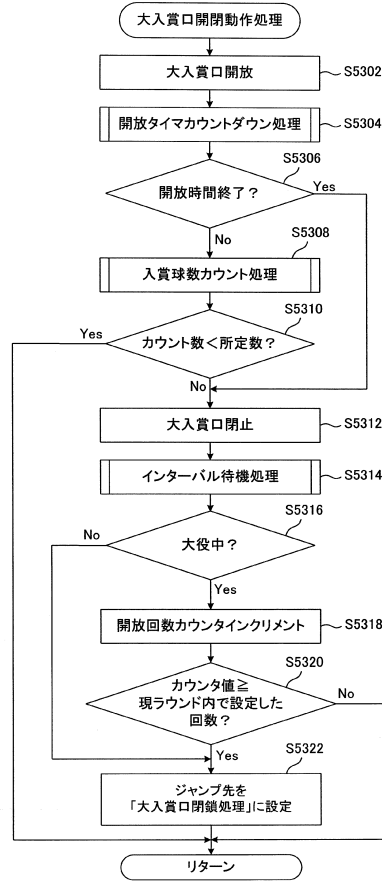 大入賞口開閉動作処理
大入賞口開放
S5302
開放タイマカウントダウン処理
S5304
S5306
開放時間終了？
Yes
No
S5308
入賞球数カウント処理
S5310
Yes
カウント数＜所定数？
No
大入賞口閉止
S5312
インターバル待機処理
S5314
S5316
No
大役中？
Yes
開放回数カウンタインクリメント
S5318
S5320
カウンタ値≧
現ラウンド内で設定した
回数？
No
Yes
S5322
ジャンプ先を
「大入賞口閉鎖処理」に設定
リターン